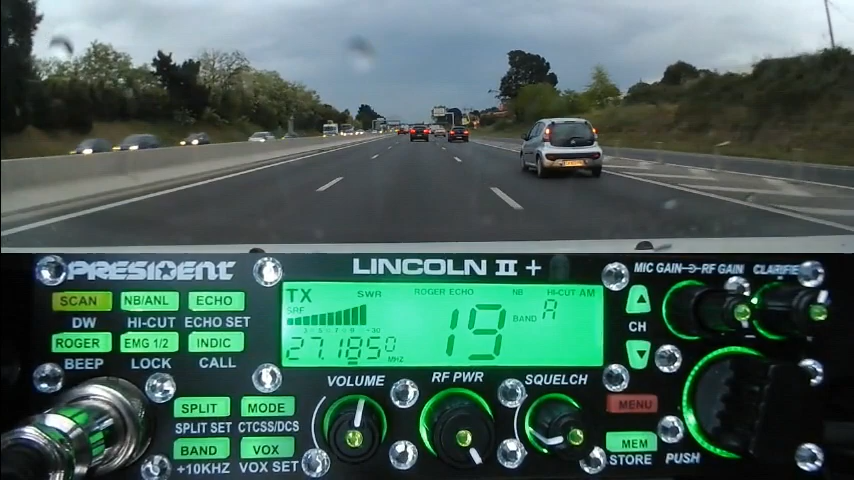 PRESIDENT
LINCOLN II +
MIC GAIN RF GAIN CLARIFIE
SCAN NB/ANL ECHO
DW HI-CUT ECHO SET
ROGER EMG 1/2 INDIC
BEEP LOCK CALL
TX SWR ROGER ECHO NB HI-CUT AM
SRF
19 BAND A
27.1850 MHZ
CH
VOLUME RF PWR SQUELCH
SPLIT MODE
SPLIT SET CTCSS/DCS
BAND VOX
+10KHZ VOX SET
MENU
MEM
STORE PUSH